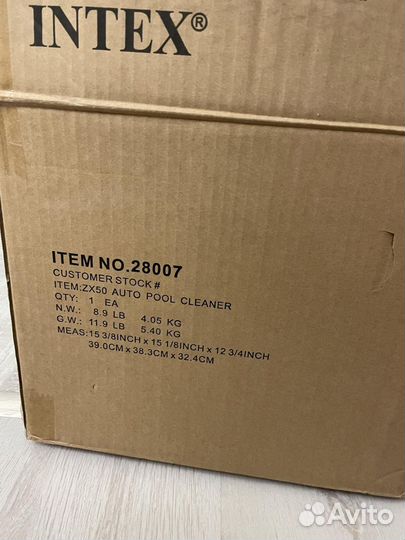 INTEX®
ITEM NO.28007
CUSTOMER STOCK #
ITEM:ZX50 AUTO POOL CLEANER
QTY: 1 EA
N.W.: 8.9 LB 4.05 KG
G.W.: 11.9 LB 5.40 KG
MEAS:15 3/8INCH x 15 1/8INCH x 12 3/4INCH
39.0CM x 38.3CM x 32.4CM
Avito